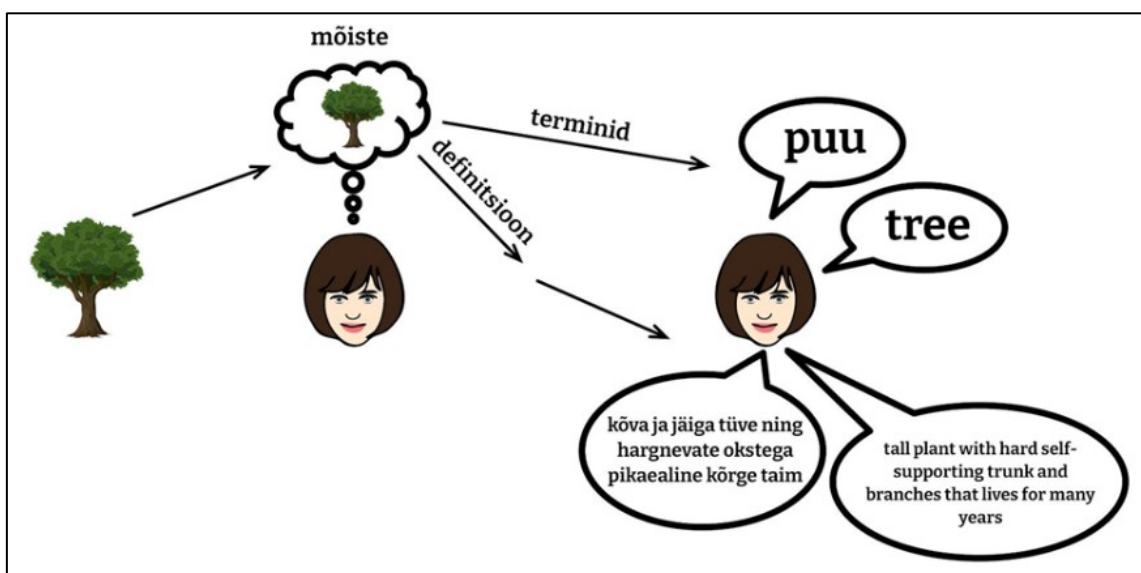 mõiste
terminid
definitsioon
puu
tree
kõva ja jäiga tüve ning
hargnevate okstega
pikaealine kõrge taim
tall plant with hard self-
supporting trunk and
branches that lives for many
years